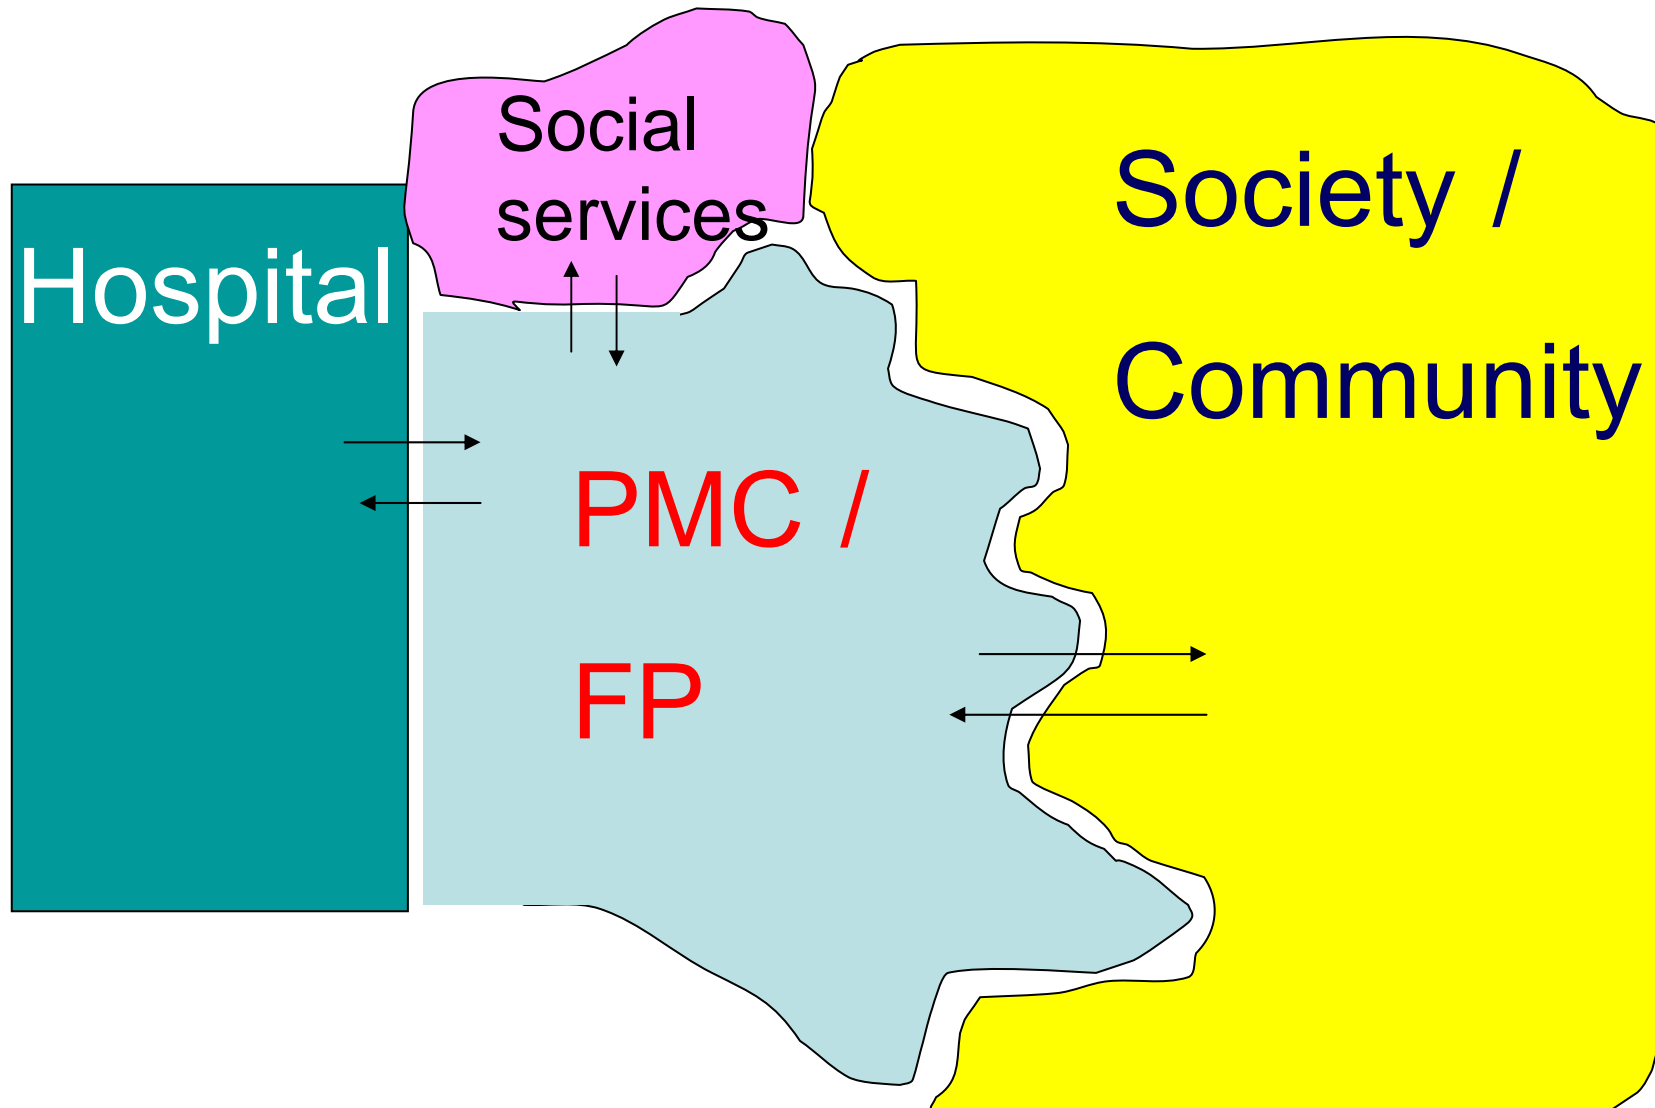 Hospital
Social
services
PMC /
FP
Society /
Community